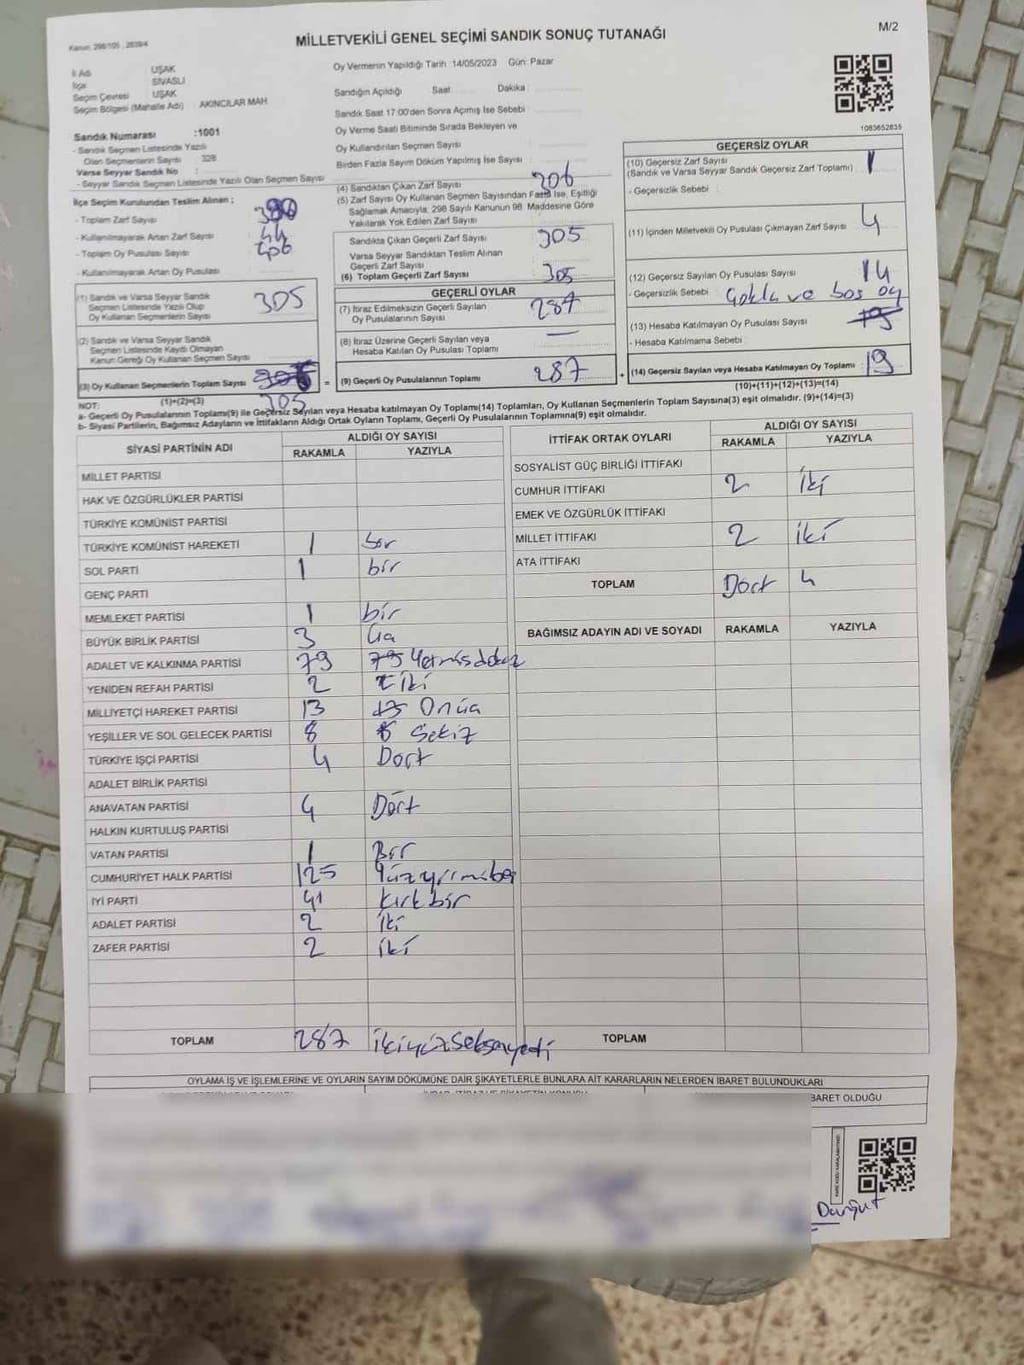 Kanun: 298/105 , 2839/4
MİLLETVEKİLİ GENEL SEÇİMİ SANDIK SONUÇ TUTANAĞI
M/2
İl Adı : UŞAK
İlçe : SİVASLI
Seçim Çevresi : UŞAK
Seçim Bölgesi (Mahalle Adı) : AKINCILAR MAH
Oy Vermenin Yapıldığı Tarih :14/05/2023 Gün: Pazar
Sandığın Açıldığı Saat Dakika
Sandık Saat 17:00'den Sonra Açılmış İse Sebebi
Oy Verme Saati Bitiminde Sırada Bekleyen ve
Oy Kullandırılan Seçmen Sayısı
Birden Fazla Sayım Döküm Yapılmış İse Sayısı
1083652835
Sandık Numarası :1001
- Sandık Seçmen Listesinde Yazılı
Olan Seçmenlerin Sayısı : 328
Varsa Seyyar Sandık No :
- Seyyar Sandık Seçmen Listesinde Yazılı Olan Seçmen Sayısı
İlçe Seçim Kurulundan Teslim Alınan ;
- Toplam Zarf Sayısı
- Kullanılmayarak Artan Zarf Sayısı 44
- Toplam Oy Pusulası Sayısı 406
- Kullanılmayarak Artan Oy Pusulası
(1) Sandık ve Varsa Seyyar Sandık
Seçmen Listesinde Yazılı Olup
Oy Kullanan Seçmenlerin Sayısı 305
(2) Sandık ve Varsa Seyyar Sandık
Seçmen Listesinde Kaydı Olmayan
Kanun Gereği Oy Kullanan Seçmen Sayısı
(3) Oy Kullanan Seçmenlerin Toplam Sayısı 305
(1)+(2)=(3)
(4) Sandıktan Çıkan Zarf Sayısı 306
(5) Zarf Sayısı Oy Kullanan Seçmen Sayısından Fazla İse, Eşitliği
Sağlamak Amacıyla; 298 Sayılı Kanunun 98. Maddesine Göre
Yakılarak Yok Edilen Zarf Sayısı
Sandıkta Çıkan Geçerli Zarf Sayısı 305
Varsa Seyyar Sandıktan Teslim Alınan
Geçerli Zarf Sayısı
(6) Toplam Geçerli Zarf Sayısı 305
GEÇERLİ OYLAR
(7) İtiraz Edilmeksizin Geçerli Sayılan
Oy Pusulalarının Sayısı 287
(8) İtiraz Üzerine Geçerli Sayılan veya
Hesaba Katılan Oy Pusulası Toplamı —
= (9) Geçerli Oy Pusulalarının Toplamı 287 +
GEÇERSİZ OYLAR
(10) Geçersiz Zarf Sayısı
(Sandık ve Varsa Seyyar Sandık Geçersiz Zarf Toplamı) 1
- Geçersizlik Sebebi :
(11) İçinden Milletvekili Oy Pusulası Çıkmayan Zarf Sayısı 4
(12) Geçersiz Sayılan Oy Pusulası Sayısı 14
- Geçersizlik Sebebi Çoklu ve boş oy
(13) Hesaba Katılmayan Oy Pusulası Sayısı
- Hesaba Katılmama Sebebi
(14) Geçersiz Sayılan veya Hesaba Katılmayan Oy Toplamı 19
(10)+(11)+(12)+(13)=(14)
NOT:
a- Geçerli Oy Pusulaların Toplamı(9) ile Geçersiz Sayılan veya Hesaba katılmayan Oy Toplamı(14) Toplamları, Oy Kullanan Seçmenlerin Toplam Sayısına(3) eşit olmalıdır. (9)+(14)=(3)
b- Siyasi Partilerin, Bağımsız Adayların ve İttifakların Aldığı Ortak Oyların Toplamı, Geçerli Oy Pusulalarının Toplamına(9) eşit olmalıdır.
SİYASİ PARTİNİN ADI ALDIĞI OY SAYISI
RAKAMLA YAZIYLA
MİLLET PARTİSİ
HAK VE ÖZGÜRLÜKLER PARTİSİ
TÜRKİYE KOMÜNİST PARTİSİ
TÜRKİYE KOMÜNİST HAREKETİ 1 bir
SOL PARTİ 1 bir
GENÇ PARTİ
MEMLEKET PARTİSİ 1 bir
BÜYÜK BİRLİK PARTİSİ 3 Üç
ADALET VE KALKINMA PARTİSİ 79 79 Yetmişdokuz
YENİDEN REFAH PARTİSİ 2 iki
MİLLİYETÇİ HAREKET PARTİSİ 13 13 Onüç
YEŞİLLER VE SOL GELECEK PARTİSİ 8 8 Sekiz
TÜRKİYE İŞÇİ PARTİSİ 4 Dört
ADALET BİRLİK PARTİSİ
ANAVATAN PARTİSİ 4 Dört
HALKIN KURTULUŞ PARTİSİ
VATAN PARTİSİ 1 Bir
CUMHURİYET HALK PARTİSİ 125 Yüzyirmibeş
İYİ PARTİ 41 Kırkbir
ADALET PARTİSİ 2 iki
ZAFER PARTİSİ 2 iki
TOPLAM 287 ikiyüzseksenyedi
İTTİFAK ORTAK OYLARI ALDIĞI OY SAYISI
RAKAMLA YAZIYLA
SOSYALİST GÜÇ BİRLİĞİ İTTİFAKI
CUMHUR İTTİFAKI 2 iki
EMEK VE ÖZGÜRLÜK İTTİFAKI
MİLLET İTTİFAKI 2 iki
ATA İTTİFAKI
TOPLAM Dört 4
BAĞIMSIZ ADAYIN ADI VE SOYADI RAKAMLA YAZIYLA
TOPLAM
OYLAMA İŞ VE İŞLEMLERİNE VE OYLARIN SAYIM DÖKÜMÜNE DAİR ŞİKAYETLERLE BUNLARA AİT KARARLARIN NELERDEN İBARET BULUNDUKLARI
BARET OLDUĞU